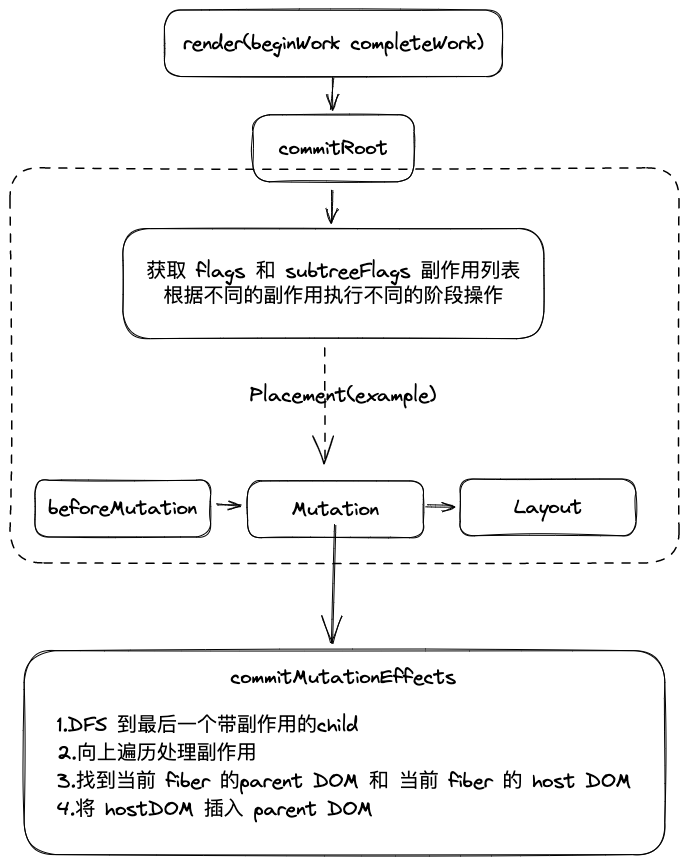 render(beginWork completeWork)
commitRoot
获取 flags 和 subtreeFlags 副作用列表
根据不同的副作用执行不同的阶段操作
Placement(example)
beforeMutation
Mutation
Layout
commitMutationEffects
1.DFS 到最后一个带副作用的child
2.向上遍历处理副作用
3.找到当前 fiber 的parent DOM 和 当前 fiber 的 host DOM
4.将 hostDOM 插入 parent DOM